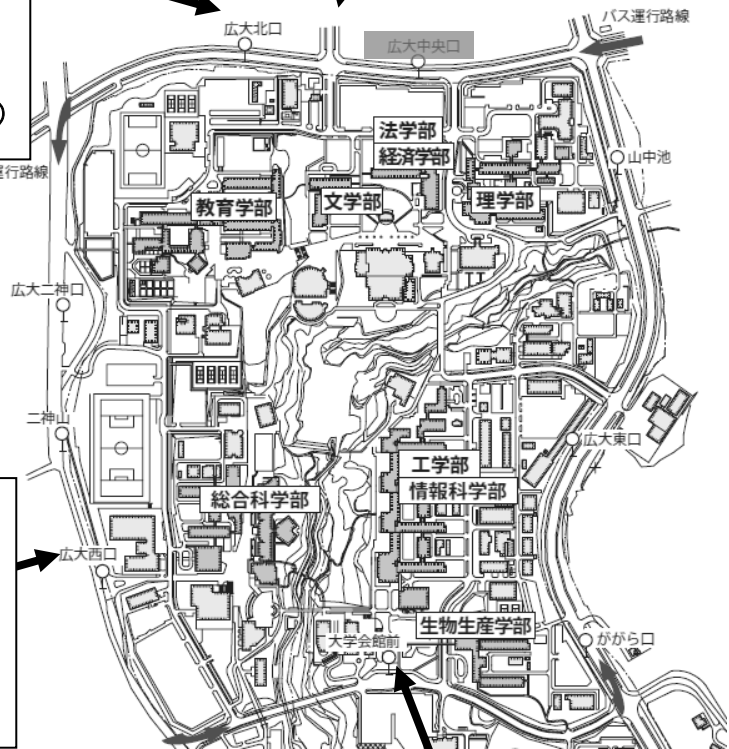 バス運行路線
広大北口
広大中央口
法学部
経済学部
山中池
運行路線
教育学部
文学部
理学部
広大二神口
二神山
広大東口
工学部
情報科学部
総合科学部
広大西口
生物生産学部
大学会館前
ががら口